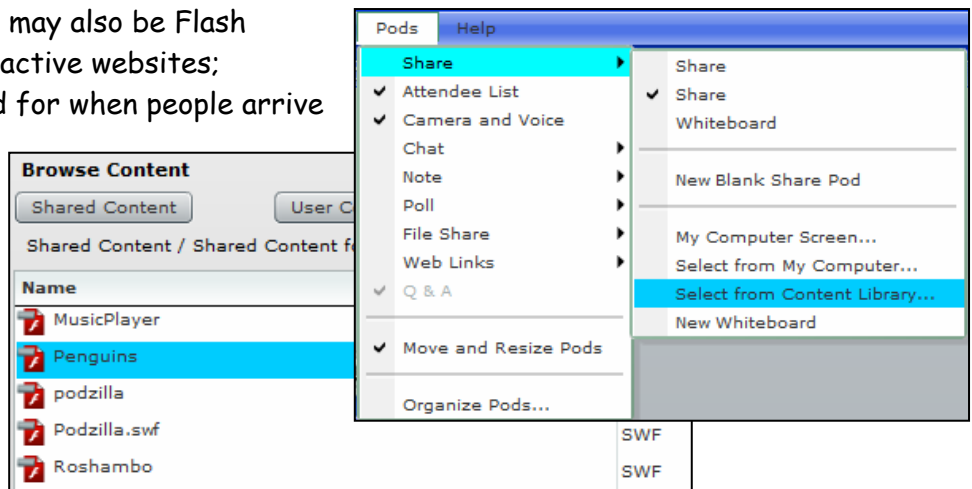 may also be Flash
active websites;
d for when people arrive
Pods Help
Share
Attendee List
Camera and Voice
Chat
Note
Poll
File Share
Web Links
Q & A
Move and Resize Pods
Organize Pods...
Share
Share
Whiteboard
New Blank Share Pod
My Computer Screen...
Select from My Computer...
Select from Content Library...
New Whiteboard
Browse Content
Shared Content User C
Shared Content / Shared Content fo
Name
MusicPlayer
Penguins
podzilla
Podzilla.swf SWF
Roshambo SWF